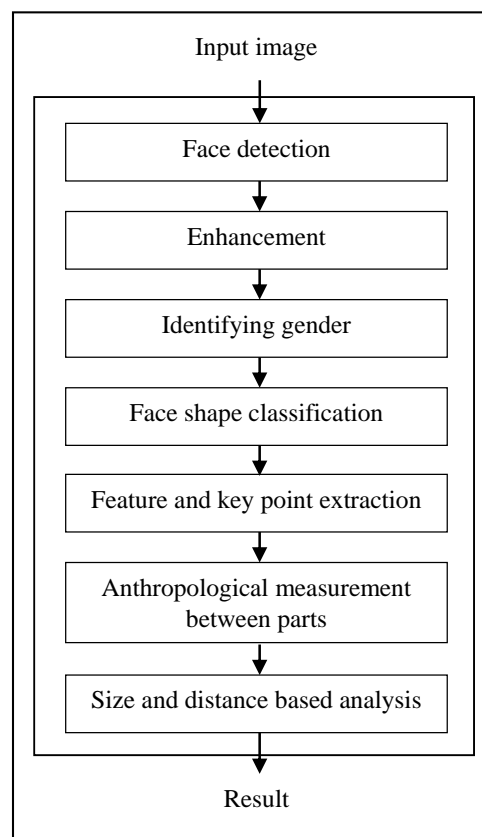 Input image
Face detection
Enhancement
Identifying gender
Face shape classification
Feature and key point extraction
Anthropological measurement
between parts
Size and distance based analysis
Result